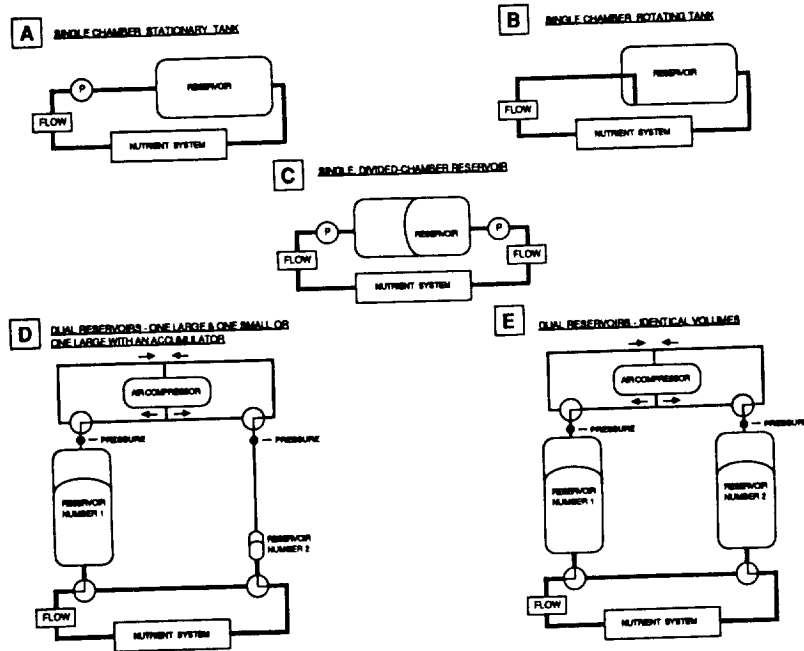 A
SINGLE CHAMBER STATIONARY TANK
P
RESERVOIR
FLOW
NUTRIENT SYSTEM
B
SINGLE CHAMBER ROTATING TANK
RESERVOIR
FLOW
NUTRIENT SYSTEM
C
SINGLE DIVIDED-CHAMBER RESERVOIR
P
RESERVOIR
P
FLOW
FLOW
NUTRIENT SYSTEM
D
DUAL RESERVOIRS - ONE LARGE & ONE SMALL OR
ONE LARGE WITH AN ACCUMULATOR
AIR COMPRESSOR
PRESSURE
PRESSURE
RESERVOIR
NUMBER 1
RESERVOIR
NUMBER 2
FLOW
NUTRIENT SYSTEM
E
DUAL RESERVOIRS - IDENTICAL VOLUMES
AIR COMPRESSOR
PRESSURE
PRESSURE
RESERVOIR
NUMBER 1
RESERVOIR
NUMBER 2
FLOW
NUTRIENT SYSTEM